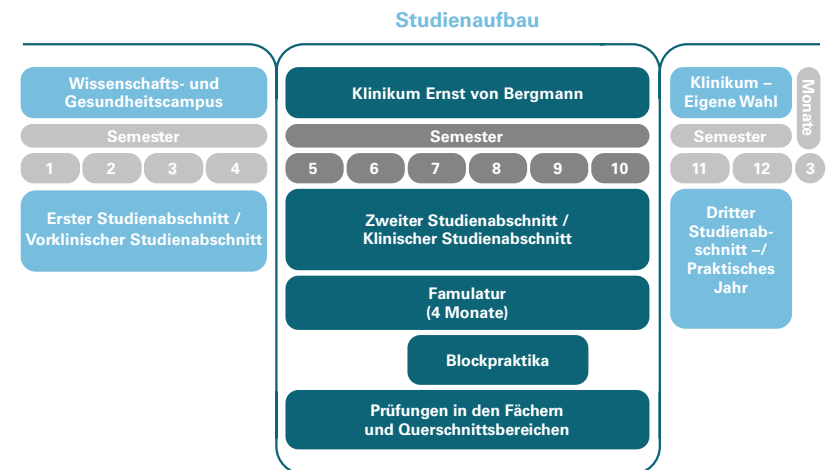 Studienaufbau
Wissenschafts- und
Gesundheitscampus
Klinikum Ernst von Bergmann
Klinikum –
Eigene Wahl
Monate
Semester
Semester
Semester
1 2 3 4
5 6 7 8 9 10
11 12
3
Erster Studienabschnitt /
Vorklinischer Studienabschnitt
Zweiter Studienabschnitt /
Klinischer Studienabschnitt
Dritter
Studienab-
schnitt –/
Praktisches
Jahr
Famulatur
(4 Monate)
Blockpraktika
Prüfungen in den Fächern
und Querschnittsbereichen